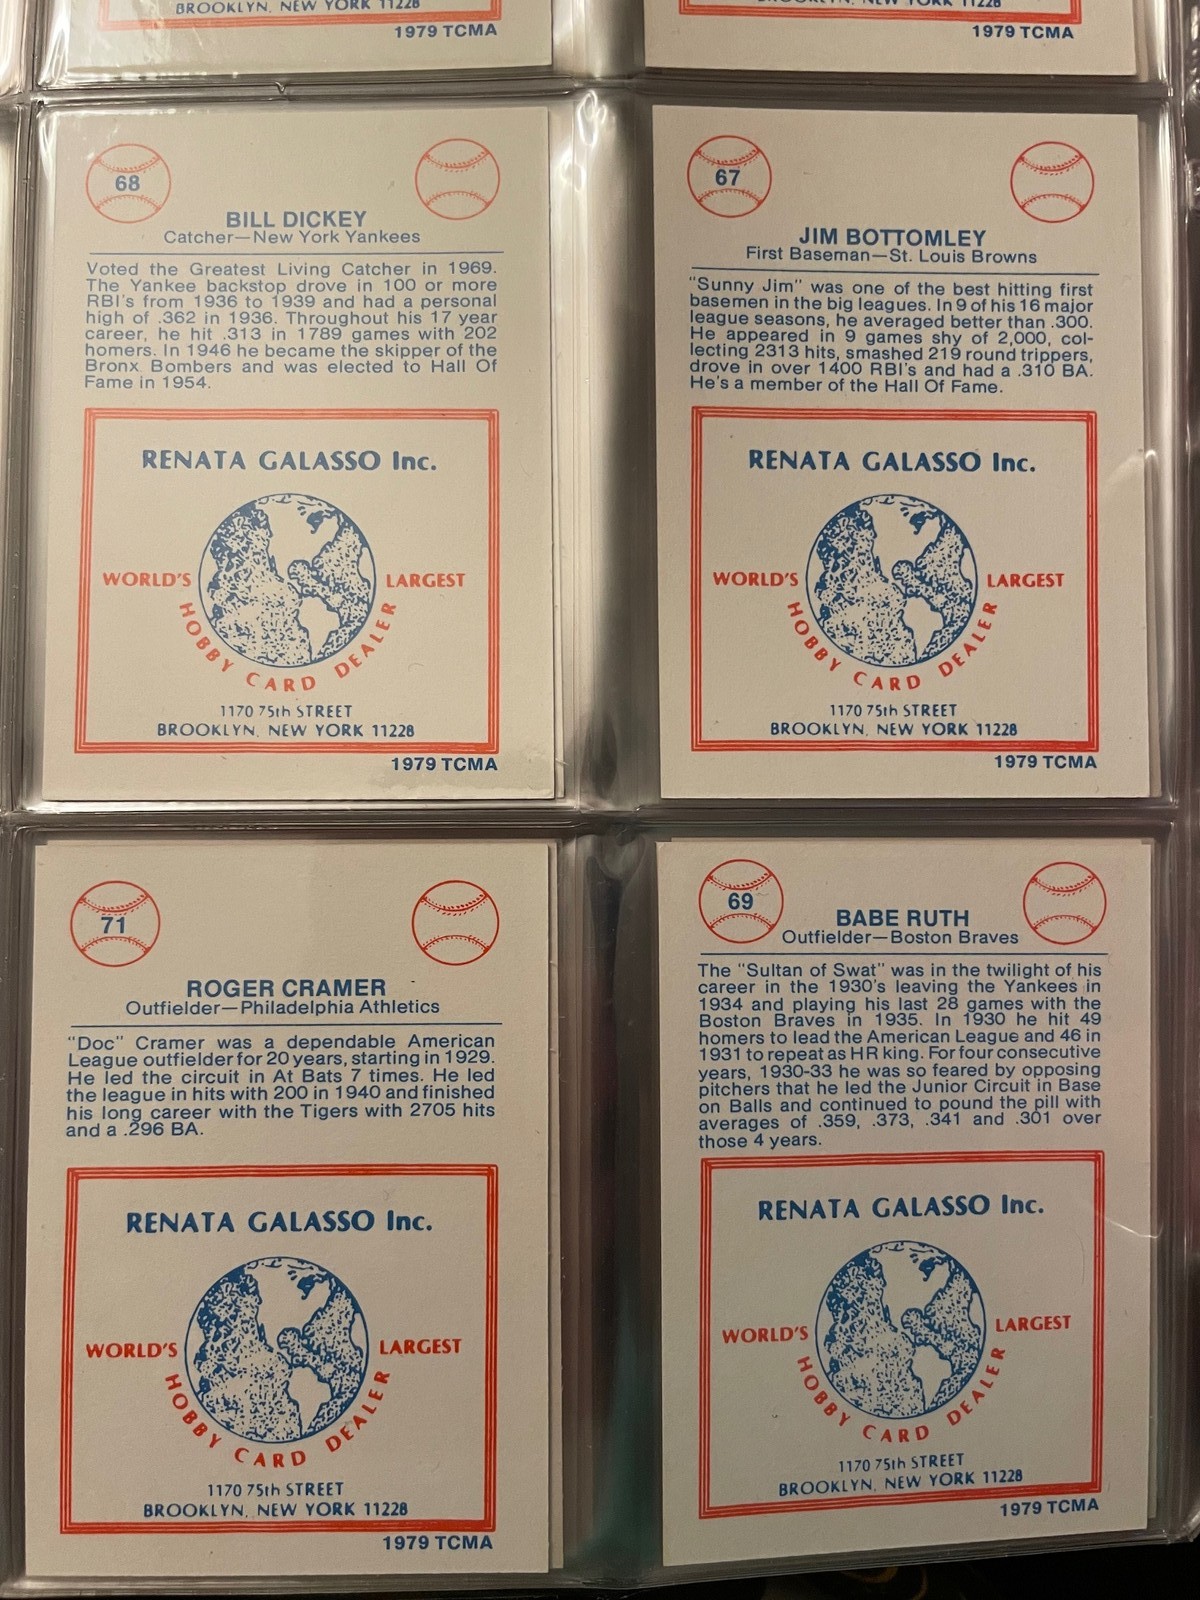 BROOKLYN, NEW YORK 11228
1979 TCMA
BROOKLYN, NEW YORK 11228
1979 TCMA
68
BILL DICKEY
Catcher—New York Yankees
Voted the Greatest Living Catcher in 1969.
The Yankee backstop drove in 100 or more
RBI's from 1936 to 1939 and had a personal
high of .362 in 1936. Throughout his 17 year
career, he hit .313 in 1789 games with 202
homers. In 1946 he became the skipper of the
Bronx Bombers and was elected to Hall Of
Fame in 1954.
RENATA GALASSO Inc.
WORLD'S LARGEST
HOBBY CARD DEALER
1170 75th STREET
BROOKLYN, NEW YORK 11228
1979 TCMA
67
JIM BOTTOMLEY
First Baseman—St. Louis Browns
"Sunny Jim" was one of the best hitting first
basemen in the big leagues. In 9 of his 16 major
league seasons, he averaged better than .300.
He appeared in 9 games shy of 2,000, col-
lecting 2313 hits, smashed 219 round trippers,
drove in over 1400 RBI's and had a .310 BA.
He's a member of the Hall Of Fame.
RENATA GALASSO Inc.
WORLD'S LARGEST
HOBBY CARD DEALER
1170 75th STREET
BROOKLYN, NEW YORK 11228
1979 TCMA
71
ROGER CRAMER
Outfielder—Philadelphia Athletics
"Doc" Cramer was a dependable American
League outfielder for 20 years, starting in 1929.
He led the circuit in At Bats 7 times. He led
the league in hits with 200 in 1940 and finished
his long career with the Tigers with 2705 hits
and a .296 BA.
RENATA GALASSO Inc.
WORLD'S LARGEST
HOBBY CARD DEALER
1170 75th STREET
BROOKLYN, NEW YORK 11228
1979 TCMA
69
BABE RUTH
Outfielder—Boston Braves
The "Sultan of Swat" was in the twilight of his
career in the 1930's leaving the Yankees in
1934 and playing his last 28 games with the
Boston Braves in 1935. In 1930 he hit 49
homers to lead the American League and 46 in
1931 to repeat as HR king. For four consecutive
years, 1930-33 he was so feared by opposing
pitchers that he led the Junior Circuit in Base
on Balls and continued to pound the pill with
averages of .359, .373, .341 and .301 over
those 4 years.
RENATA GALASSO Inc.
WORLD'S LARGEST
HOBBY CARD DEALER
1170 75th STREET
BROOKLYN, NEW YORK 11228
1979 TCMA